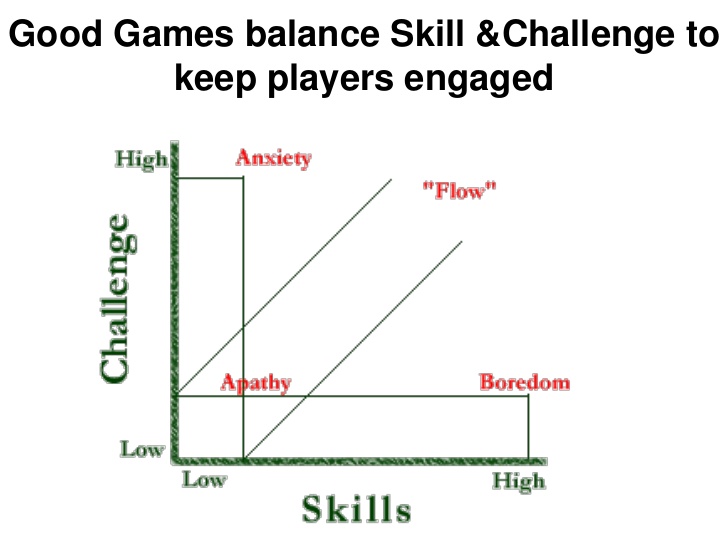 Good Games balance Skill &Challenge to
keep players engaged
High
Anxiety
"Flow"
Challenge
Apathy
Boredom
Low
Low
High
Skills